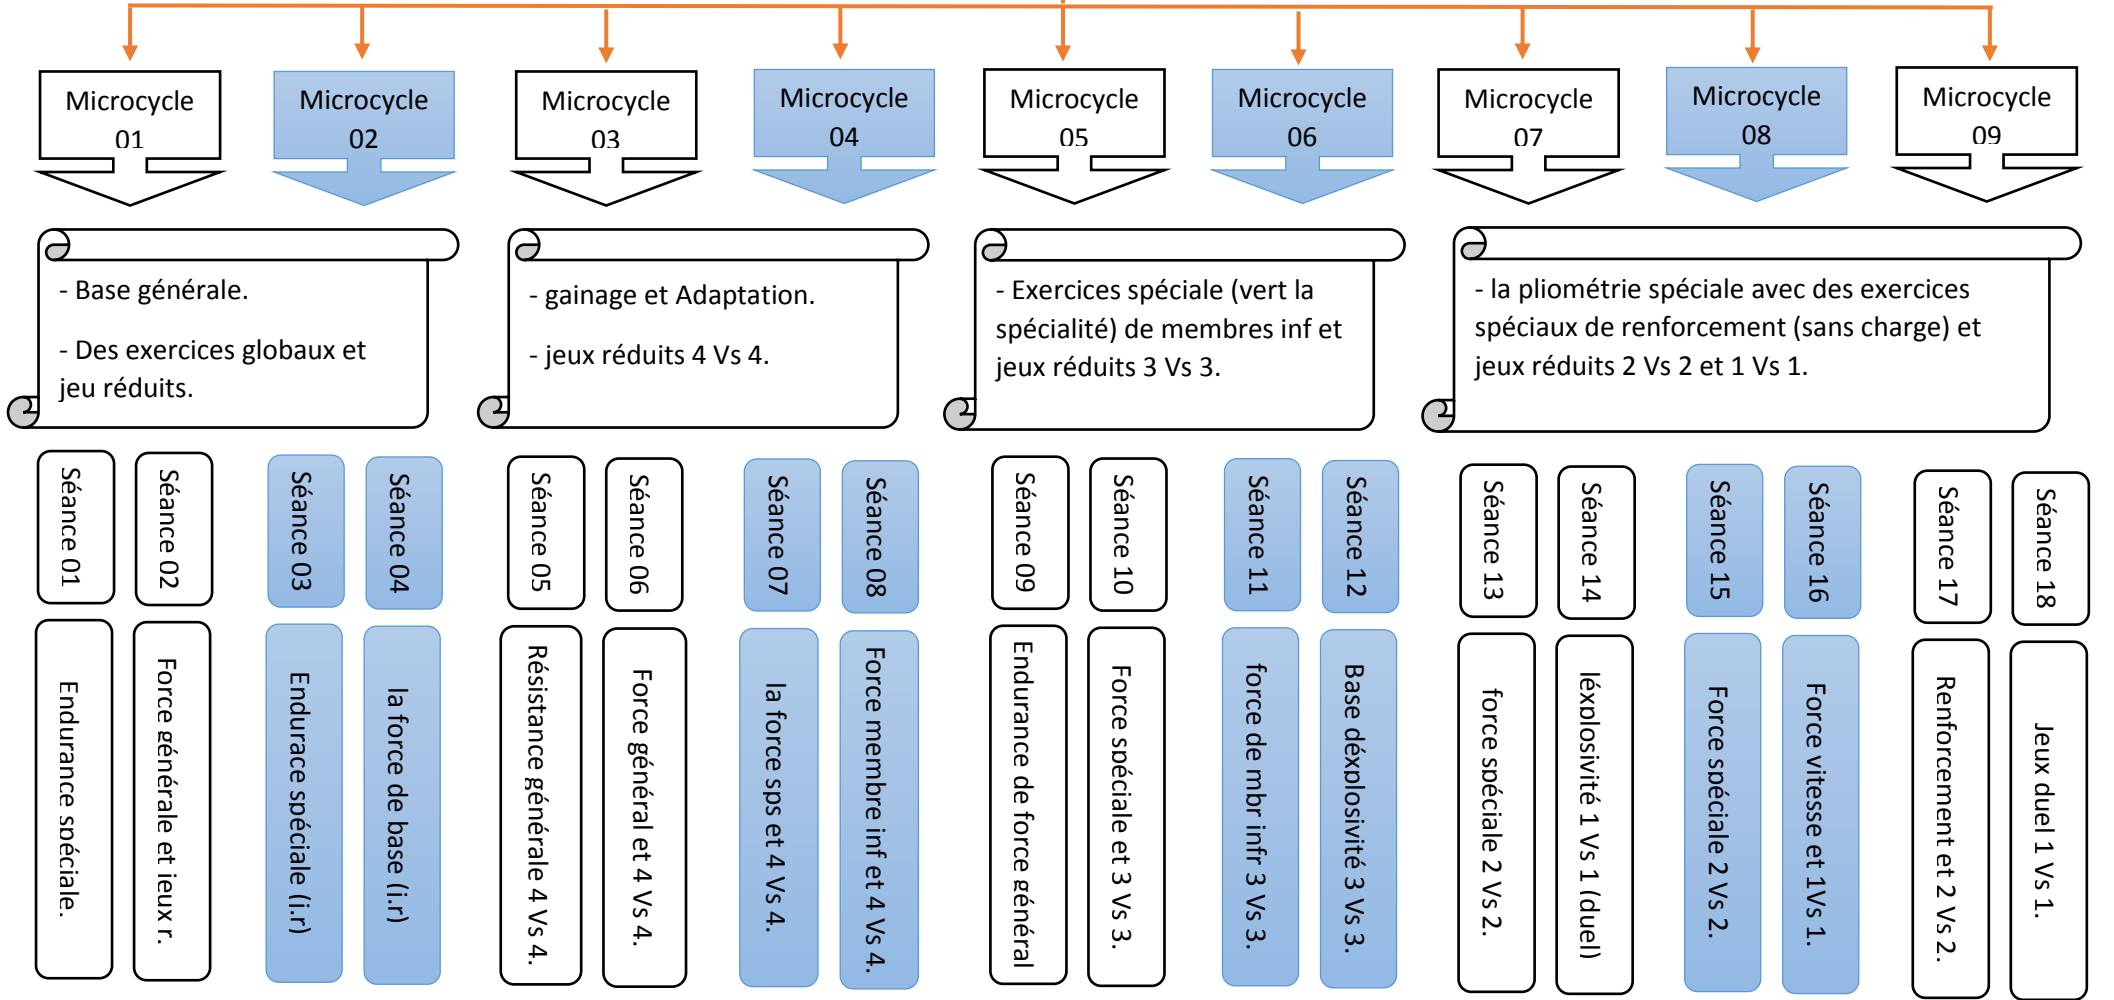 Microcycle
01
Microcycle
02
Microcycle
03
Microcycle
04
Microcycle
05
Microcycle
06
Microcycle
07
Microcycle
08
Microcycle
09
- Base générale.
- Des exercices globaux et
jeu réduits.
- gainage et Adaptation.
- jeux réduits 4 Vs 4.
- Exercices spéciale (vert la
spécialité) de membres inf et
jeux réduits 3 Vs 3.
- la pliométrie spéciale avec des exercices
spéciaux de renforcement (sans charge) et
jeux réduits 2 Vs 2 et 1 Vs 1.
Séance 01
Séance 02
Séance 03
Séance 04
Séance 05
Séance 06
Séance 07
Séance 08
Séance 09
Séance 10
Séance 11
Séance 12
Séance 13
Séance 14
Séance 15
Séance 16
Séance 17
Séance 18
Endurance spéciale.
Force générale et jeux r.
Endurace spéciale (j.r)
la force de base (j.r)
Résistance générale 4 Vs 4.
Force général et 4 Vs 4.
la force sps et 4 Vs 4.
Force membre inf et 4 Vs 4.
Endurance de force général
Force spéciale et 3 Vs 3.
force de mbr infr 3 Vs 3.
Base déxplosivité 3 Vs 3.
force spéciale 2 Vs 2.
léxplosivité 1 Vs 1 (duel)
Force spéciale 2 Vs 2.
Force vitesse et 1Vs 1.
Renforcement et 2 Vs 2.
Jeux duel 1 Vs 1.